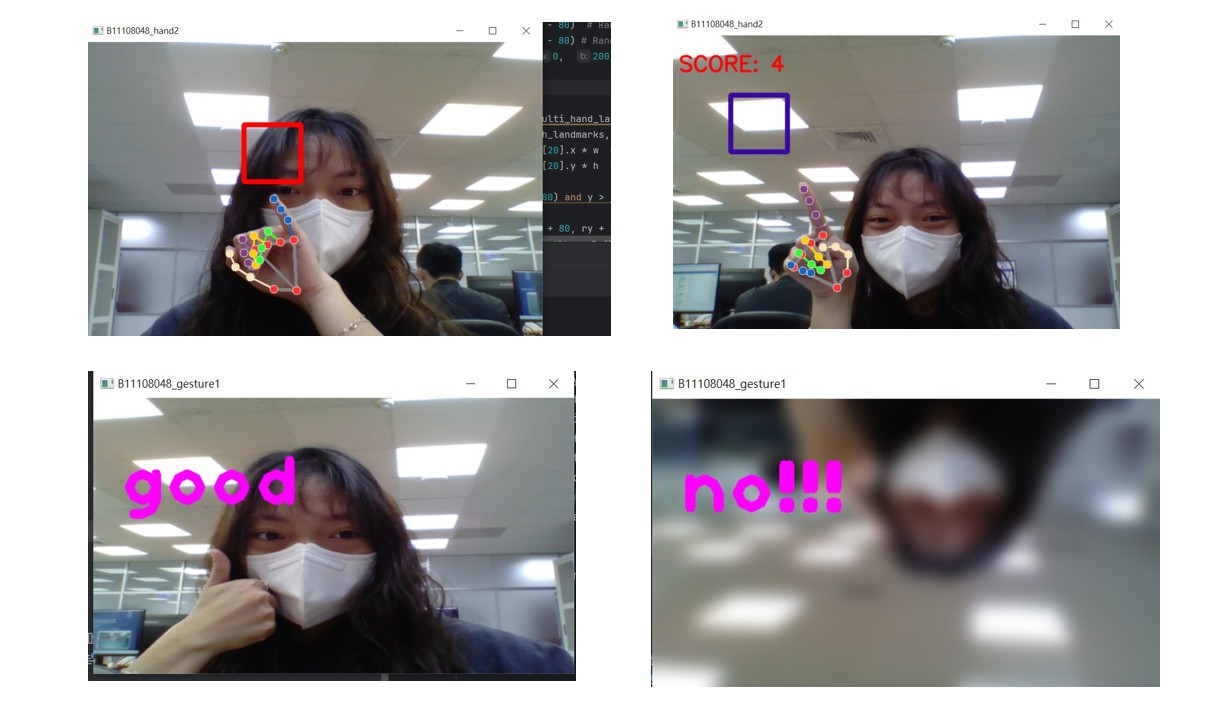 B11108048_hand2
- 80) # Ra
- 80) # Ran
0, b: 200
ulti_hand_la
h_landmarks,
[20].x * w
[20].y * h
80) and y >
+ 80, ry +
B11108048_hand2
SCORE: 4
B11108048_gesture1
good
B11108048_gesture1
no!!!